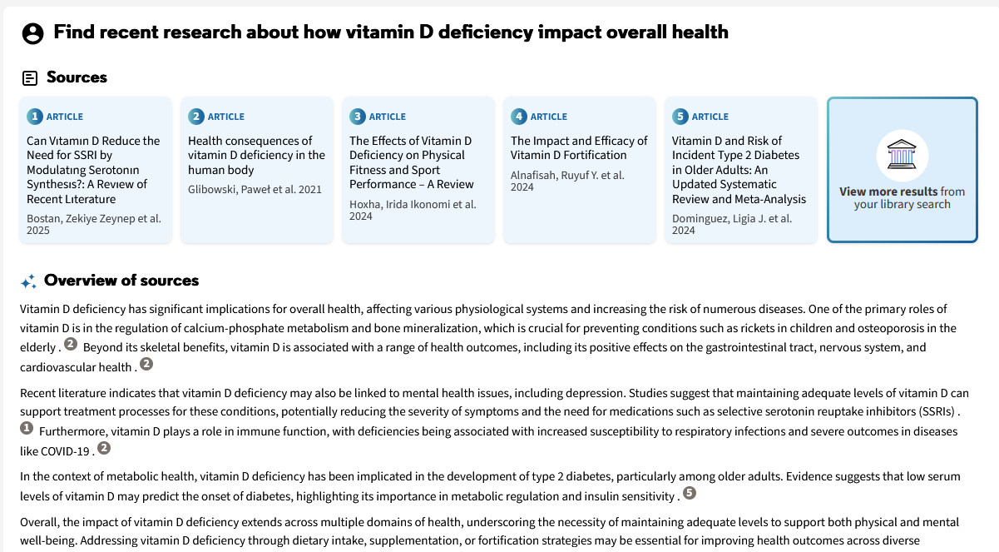 Find recent research about how vitamin D deficiency impact overall health
Sources
1 ARTICLE
Can Vıtamın D Reduce the
Need for SSRI by
Modulatıng Serotonın
Synthesıs?: A Revıew of
Recent Lıterature
Bostan, Zekiye Zeynep et al.
2025
2 ARTICLE
Health consequences of
vitamin D deficiency in the
human body
Glibowski, Paweł et al. 2021
3 ARTICLE
The Effects of Vitamin D
Deficiency on Physical
Fitness and Sport
Performance – A Review
Hoxha, Irida Ikonomi et al.
2024
4 ARTICLE
The Impact and Efficacy of
Vitamin D Fortification
Alnafisah, Ruyuf Y. et al.
2024
5 ARTICLE
Vitamin D and Risk of
Incident Type 2 Diabetes
in Older Adults: An
Updated Systematic
Review and Meta-Analysis
Dominguez, Ligia J. et al.
2024
View more results from
your library search
Overview of sources
Vitamin D deficiency has significant implications for overall health, affecting various physiological systems and increasing the risk of numerous diseases. One of the primary roles of
vitamin D is in the regulation of calcium-phosphate metabolism and bone mineralization, which is crucial for preventing conditions such as rickets in children and osteoporosis in the
elderly . 2 Beyond its skeletal benefits, vitamin D is associated with a range of health outcomes, including its positive effects on the gastrointestinal tract, nervous system, and
cardiovascular health . 2
Recent literature indicates that vitamin D deficiency may also be linked to mental health issues, including depression. Studies suggest that maintaining adequate levels of vitamin D can
support treatment processes for these conditions, potentially reducing the severity of symptoms and the need for medications such as selective serotonin reuptake inhibitors (SSRIs) .
1 Furthermore, vitamin D plays a role in immune function, with deficiencies being associated with increased susceptibility to respiratory infections and severe outcomes in diseases
like COVID-19 . 2
In the context of metabolic health, vitamin D deficiency has been implicated in the development of type 2 diabetes, particularly among older adults. Evidence suggests that low serum
levels of vitamin D may predict the onset of diabetes, highlighting its importance in metabolic regulation and insulin sensitivity . 5
Overall, the impact of vitamin D deficiency extends across multiple domains of health, underscoring the necessity of maintaining adequate levels to support both physical and mental
well-being. Addressing vitamin D deficiency through dietary intake, supplementation, or fortification strategies may be essential for improving health outcomes across diverse